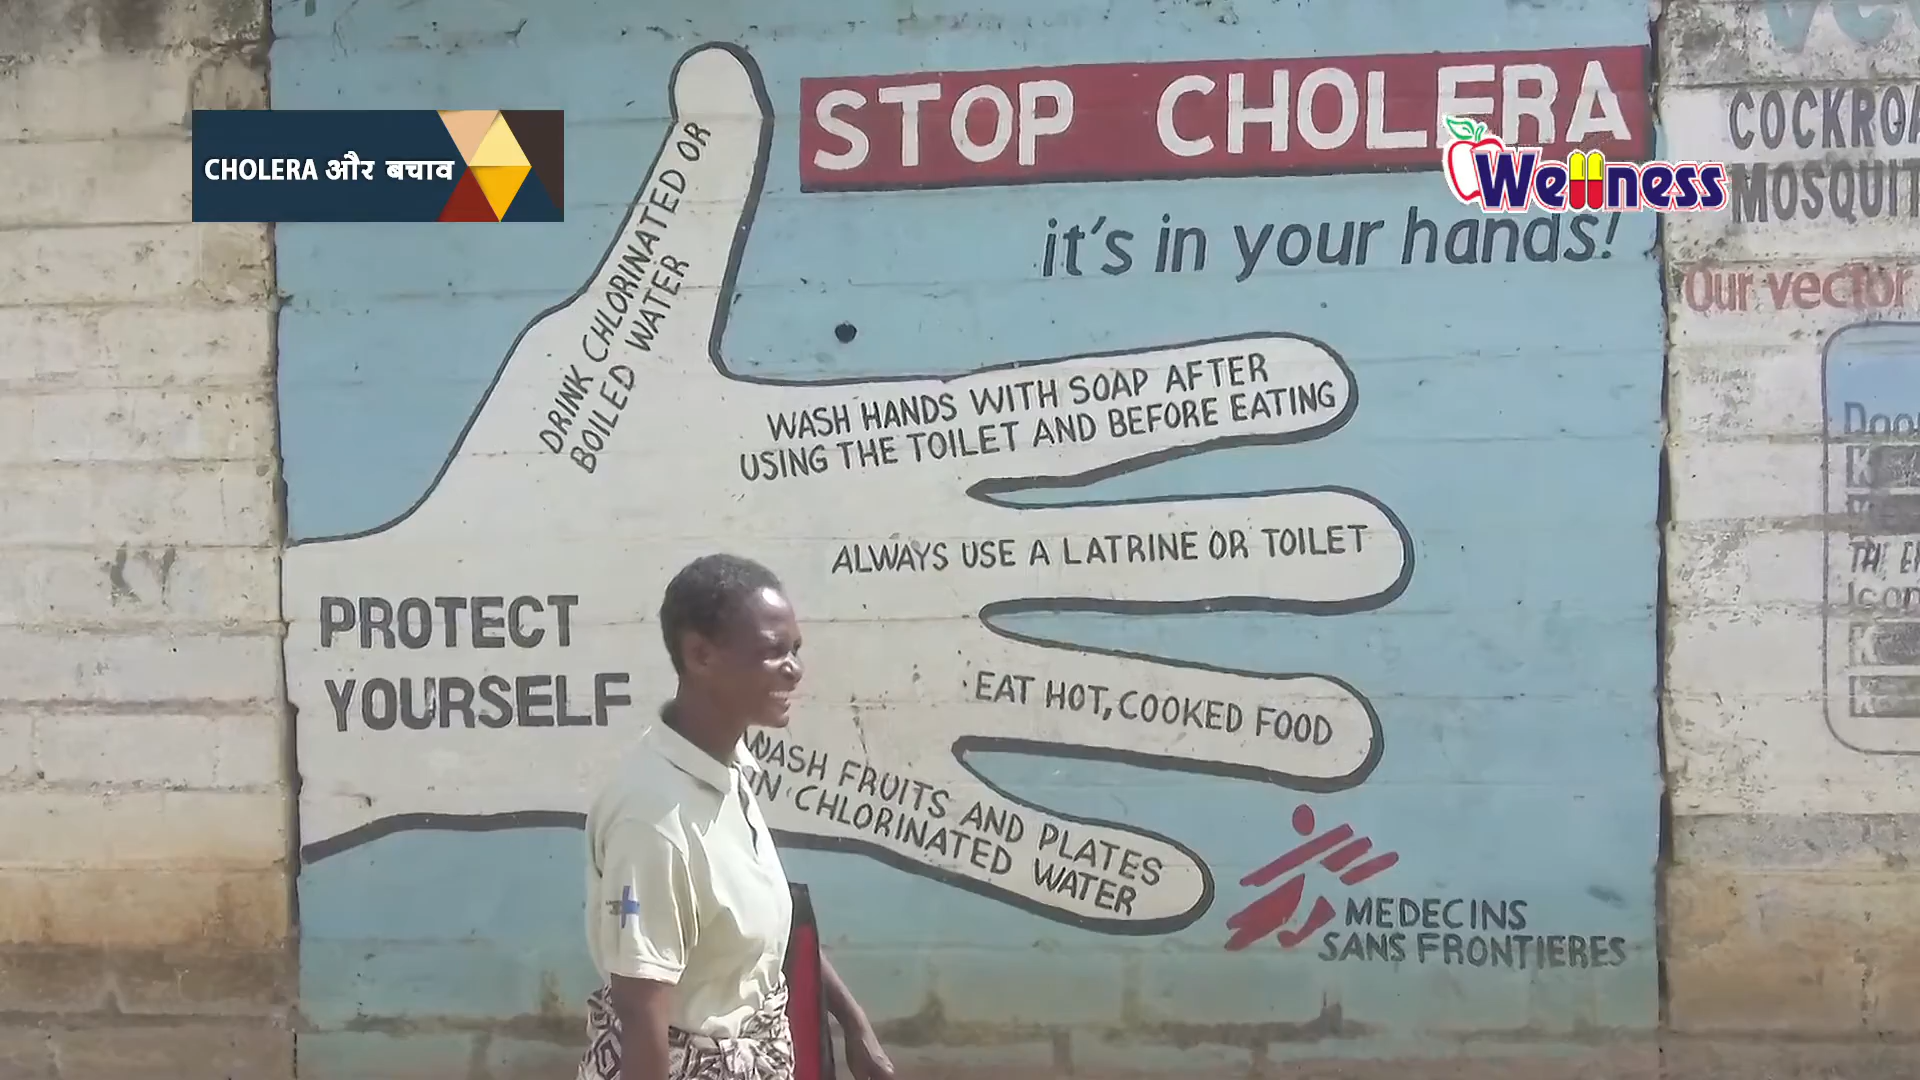 STOP CHOLERA
it's in your hands!
CHOLERA और बचाव
Wellness
DRINK CHLORINATED OR
BOILED WATER
WASH HANDS WITH SOAP AFTER
USING THE TOILET AND BEFORE EATING
ALWAYS USE A LATRINE OR TOILET
EAT HOT, COOKED FOOD
WASH FRUITS AND PLATES
IN CHLORINATED WATER
PROTECT
YOURSELF
MEDECINS
SANS FRONTIERES
Our vector